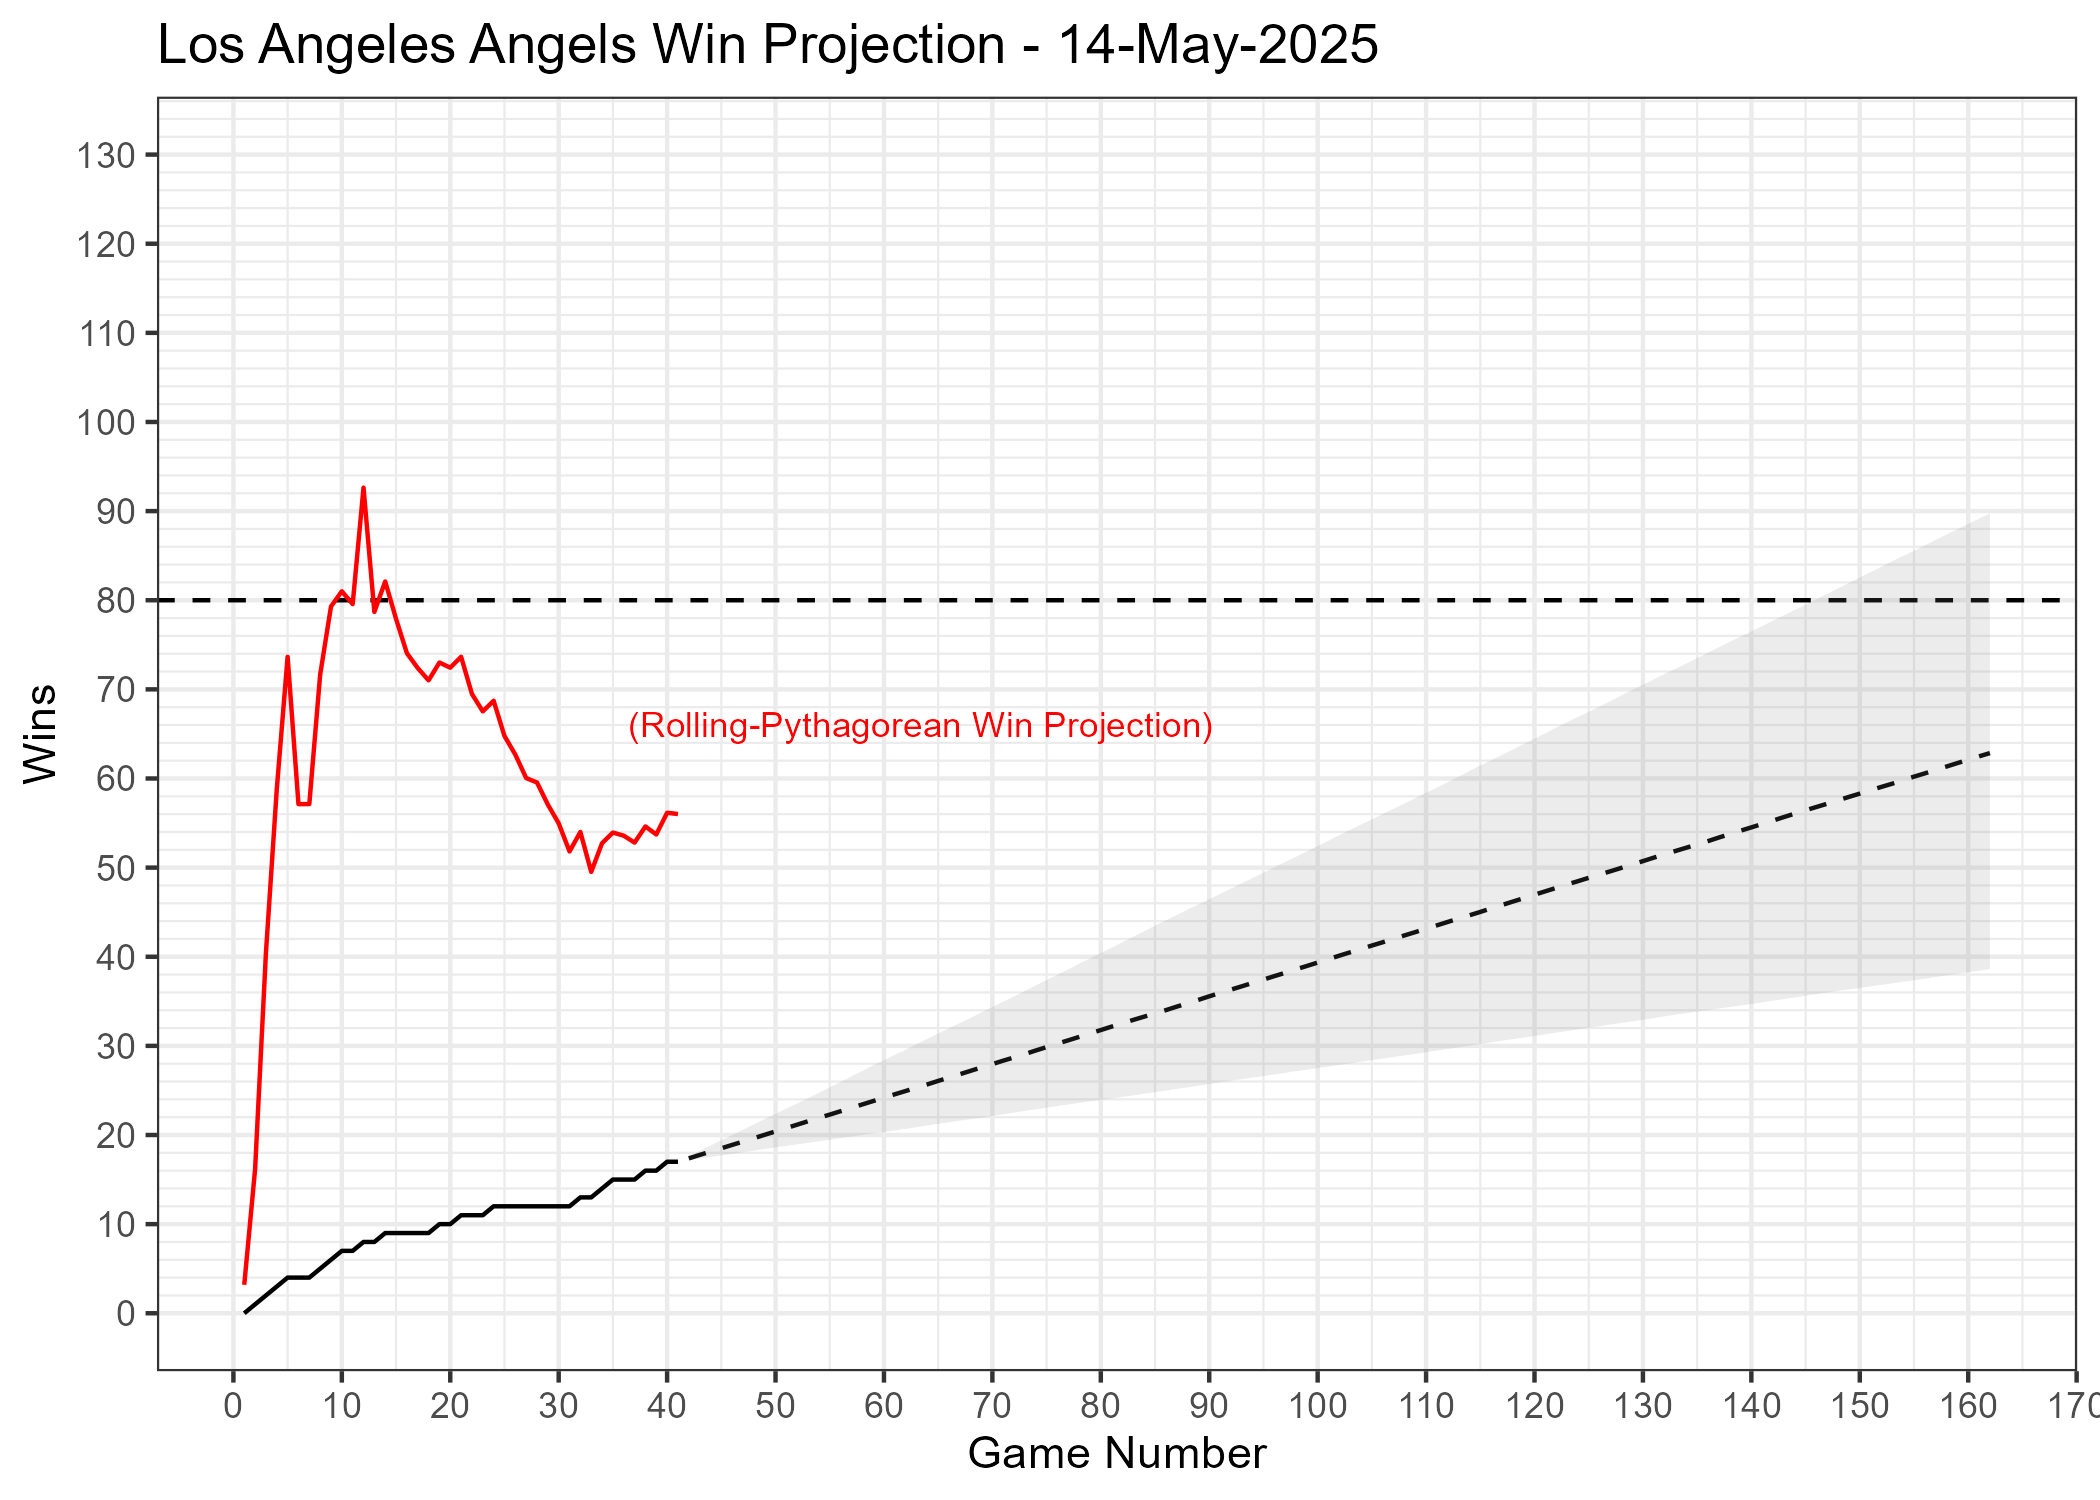 Los Angeles Angels Win Projection - 14-May-2025
130
120
110
100
90
80
70
60
50
40
30
20
10
0
Wins
(Rolling-Pythagorean Win Projection)
0 10 20 30 40 50 60 70 80 90 100 110 120 130 140 150 160 170
Game Number